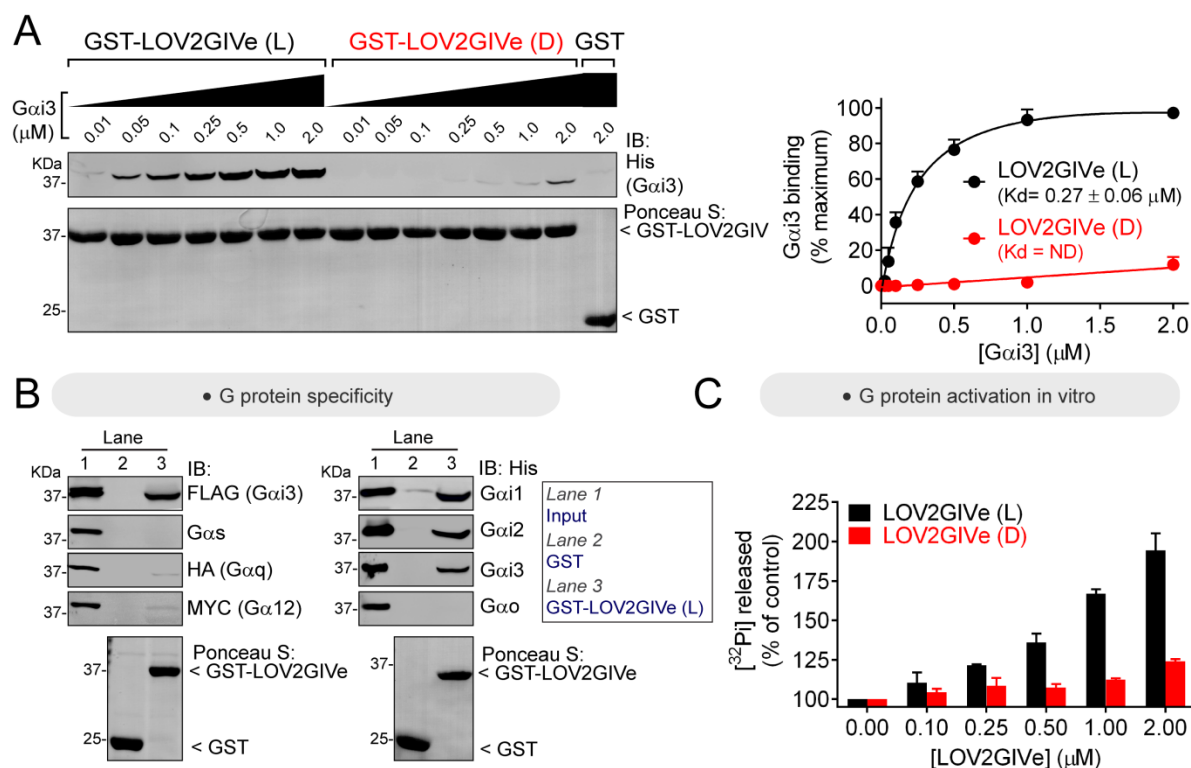 A
GST-LOV2GIVe (L) GST-LOV2GIVe (D) GST
Gαi3
(μM)
0.01 0.05 0.1 0.25 0.5 1.0 2.0 0.01 0.05 0.1 0.25 0.5 1.0 2.0 2.0
IB:
KDa
His
37-
(Gαi3)
Ponceau S:
37-
< GST-LOV2GIV
25-
< GST
Gαi3 binding
(% maximum)
100
80
60
40
20
0
LOV2GIVe (L)
(Kd= 0.27 ± 0.06 μM)
LOV2GIVe (D)
(Kd = ND)
0.0 0.5 1.0 1.5 2.0
[Gαi3] (μM)
B
• G protein specificity
Lane
KDa 1 2 3 IB:
37- FLAG (Gαi3)
37- Gαs
37- HA (Gαq)
37- MYC (Gα12)
Ponceau S:
37- < GST-LOV2GIVe
25- < GST
Lane
KDa 1 2 3 IB: His
37- Gαi1
37- Gαi2
37- Gαi3
37- Gαo
Ponceau S:
37- < GST-LOV2GIVe
25- < GST
Lane 1
Input
Lane 2
GST
Lane 3
GST-LOV2GIVe (L)
C
• G protein activation in vitro
LOV2GIVe (L)
LOV2GIVe (D)
[³²Pi] released
(% of control)
225
200
175
150
125
100
0.00 0.10 0.25 0.50 1.00 2.00
[LOV2GIVe] (μM)